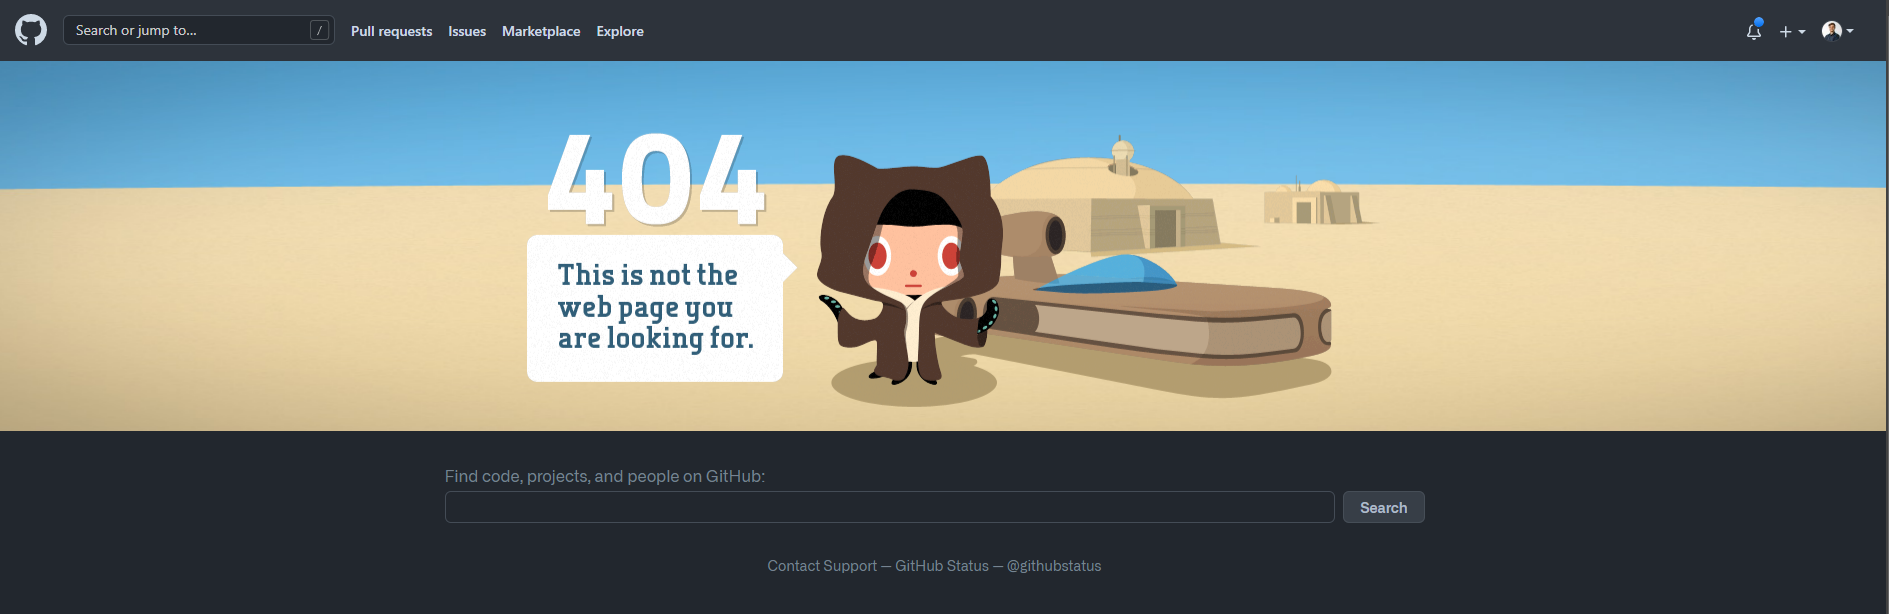 Search or jump to...
/
Pull requests
Issues
Marketplace
Explore
404
This is not the
web page you
are looking for.
Find code, projects, and people on GitHub:
Search
Contact Support — GitHub Status — @githubstatus